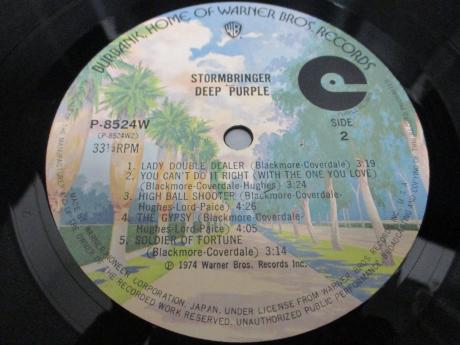 BURBANK, HOME OF WARNER BROS. RECORDS
WB
STORMBRINGER
DEEP PURPLE
e
P-8524W
(P-8524W2)
33⅓RPM
SIDE
2
1. LADY DOUBLE DEALER (Blackmore-Coverdale) 3:19
2. YOU CAN'T DO IT RIGHT (WITH THE ONE YOU LOVE)
(Blackmore-Coverdale-Hughes) 3:24
3. HIGH BALL SHOOTER (Blackmore-Coverdale-
Hughes-Lord-Paice) 4:26
4. THE GYPSY (Blackmore-Coverdale-
Hughes-Lord-Paice) 4:05
5. SOLDIER OF FORTUNE
(Blackmore-Coverdale) 3:14
Ⓟ 1974 Warner Bros. Records Inc.
CORPORATION, JAPAN, UNDER LICENSE FROM WARNER BROS. RECORDS INC.
THE RECORDED WORK RESERVED. UNAUTHORIZED PUBLIC PERFORMANCE, BROADCASTING